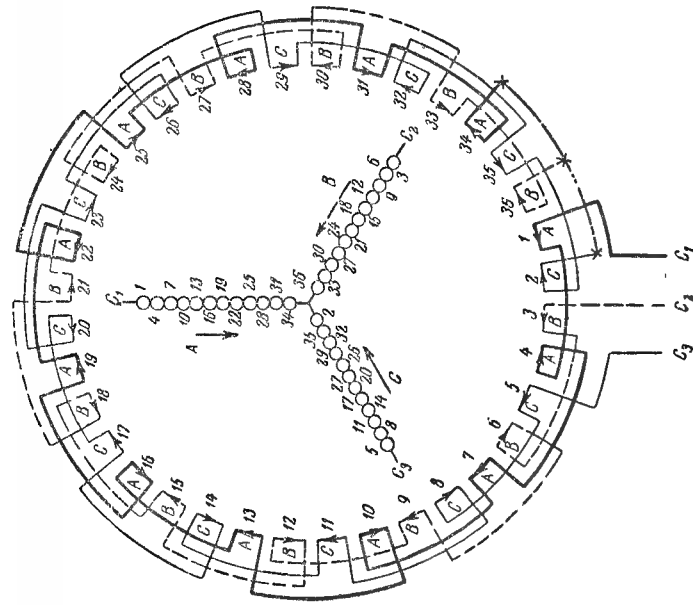 28 29 30 31 32
27 A C B A C 33
26 B B 34
25 C A 35
24 A C 36
23 B B
22 C A 1
21 A C 2
20 B B 3
19 C A 4
18 A C 5
17 B B 6
16 C A 7
15 A C 8
14 B B 9
13 C A 10
12 A C 11
B
C₁ 1
4 7
10 13
16 19
22 25
28 31
34
A
C₂
3 6
9 12
15 18
21 24
27 30
33 36
B
C₃
5 8
11 14
17 20
26
29 32
35 2
C
C₁
C₃